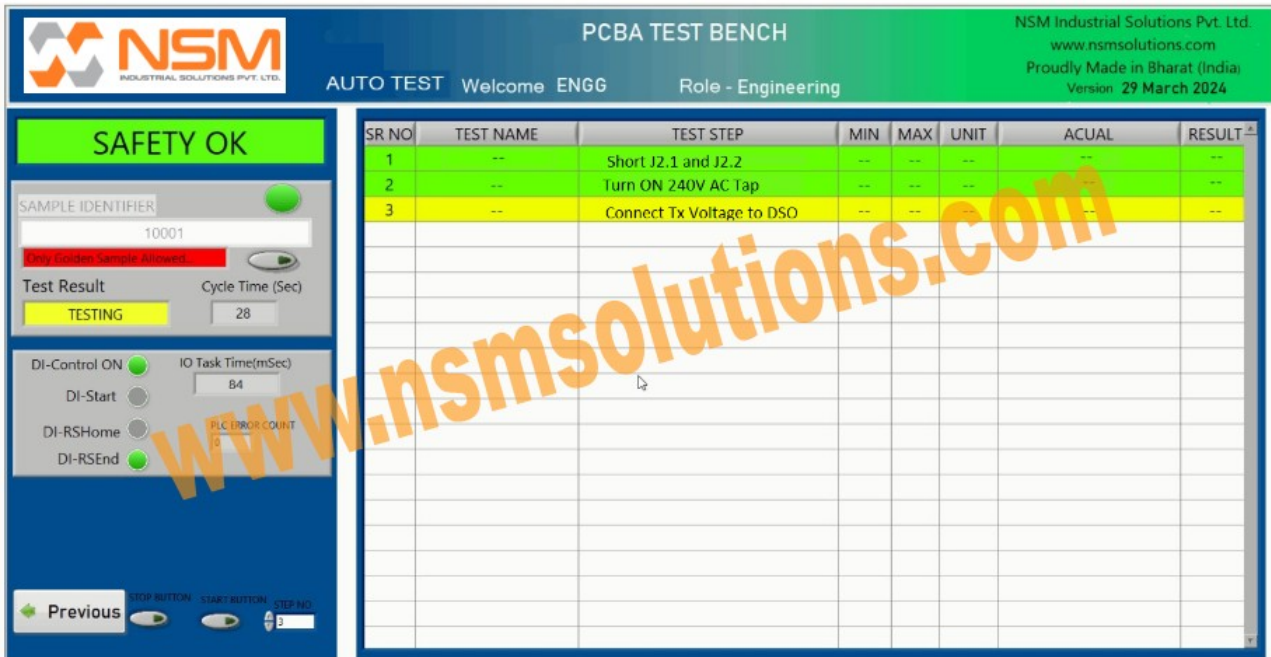 NSM
INDUSTRIAL SOLUTIONS PVT. LTD.
PCBA TEST BENCH
AUTO TEST Welcome ENGG Role - Engineering
NSM Industrial Solutions Pvt. Ltd.
www.nsmsolutions.com
Proudly Made in Bharat (India)
Version 29 March 2024
SAFETY OK
SAMPLE IDENTIFIER
10001
Only Golden Sample Allowed...
Test Result Cycle Time (Sec)
TESTING 28
DI-Control ON IO Task Time(mSec)
84
DI-Start
DI-RSHome PLC ERROR COUNT
0
DI-RSEnd
Previous STOP BUTTON START BUTTON STEP NO
3
SR NO TEST NAME TEST STEP MIN MAX UNIT ACUAL RESULT
1 -- Short J2.1 and J2.2 -- -- -- -- --
2 -- Turn ON 240V AC Tap -- -- -- -- --
3 -- Connect Tx Voltage to DSO -- -- -- -- --
www.nsmsolutions.com